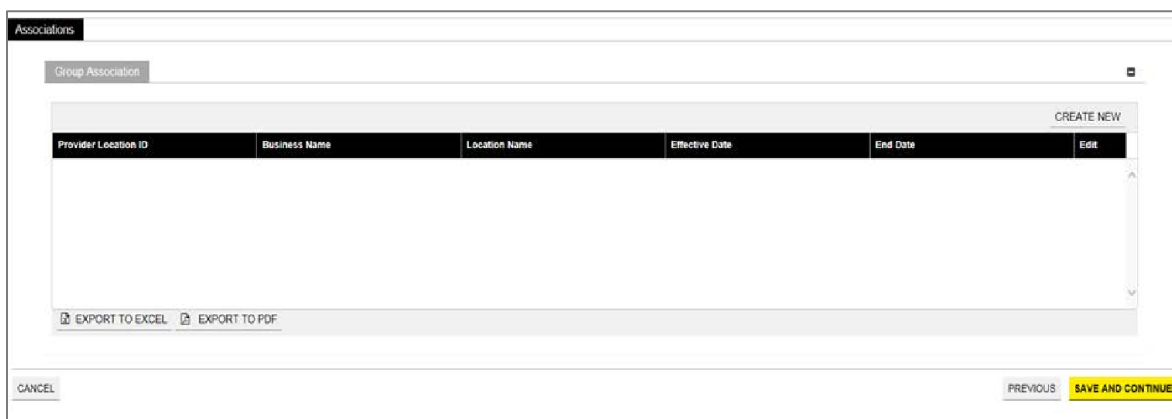 Associations
Group Association
CREATE NEW
Provider Location ID Business Name Location Name Effective Date End Date Edit
EXPORT TO EXCEL EXPORT TO PDF
CANCEL PREVIOUS SAVE AND CONTINUE